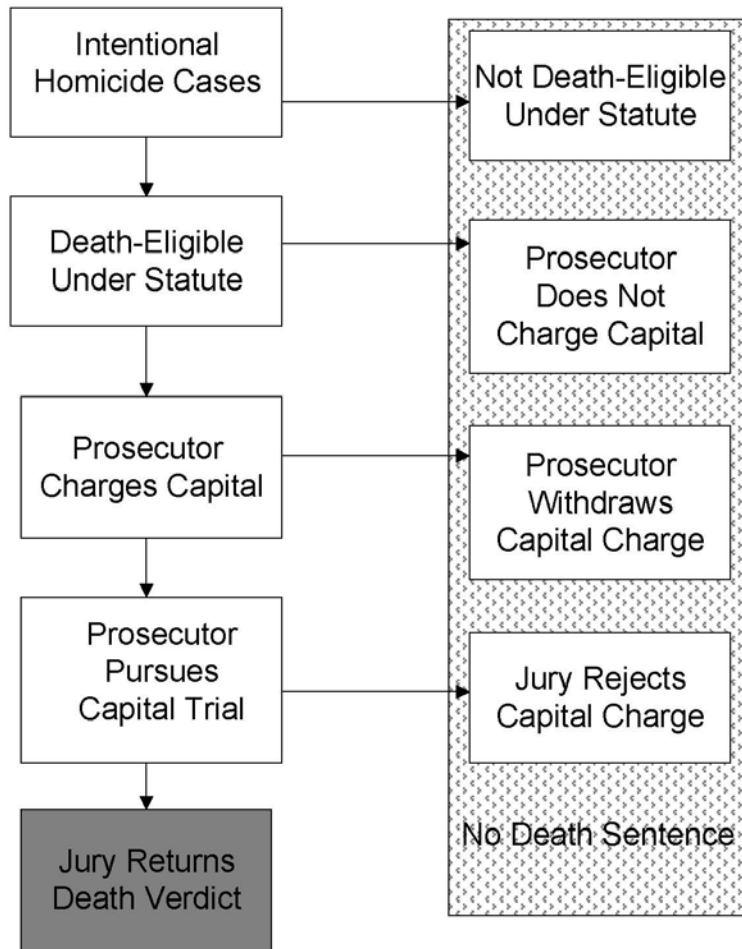 Intentional
Homicide Cases
Not Death-Eligible
Under Statute
Death-Eligible
Under Statute
Prosecutor
Does Not
Charge Capital
Prosecutor
Charges Capital
Prosecutor
Withdraws
Capital Charge
Prosecutor
Pursues
Capital Trial
Jury Rejects
Capital Charge
Jury Returns
Death Verdict
No Death Sentence